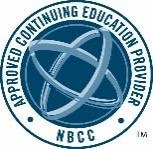 APPROVED CONTINUING EDUCATION PROVIDER
· NBCC ·
TM